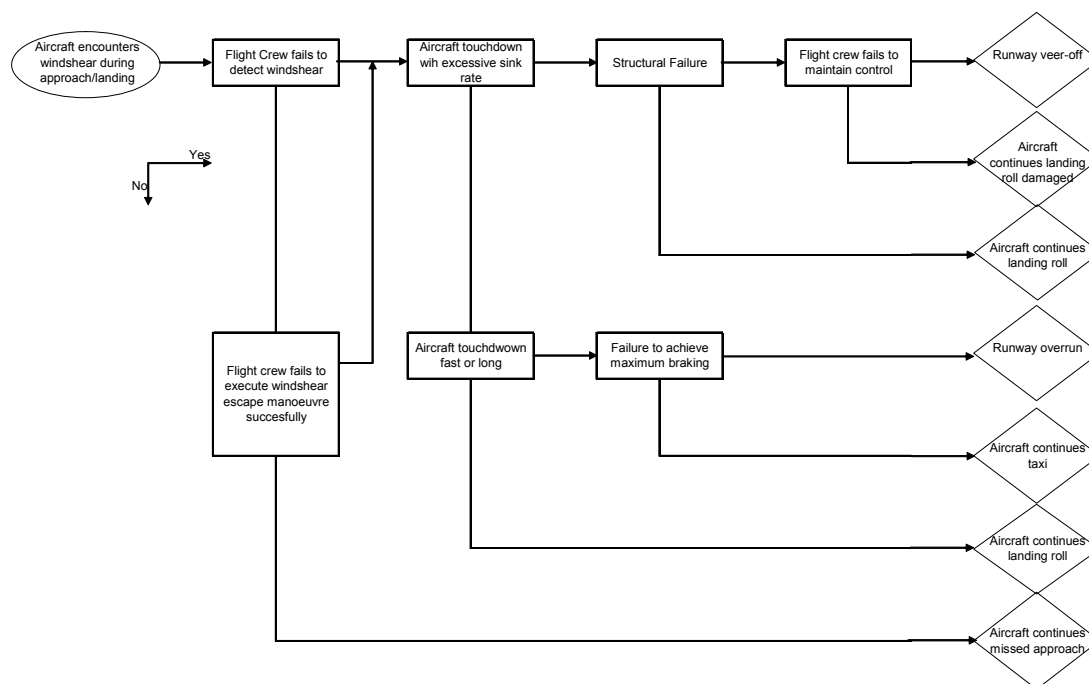 Aircraft encounters
windshear during
approach/landing
Flight Crew fails to
detect windshear
Aircraft touchdown
wih excessive sink
rate
Structural Failure
Flight crew fails to
maintain control
Runway veer-off
Yes
No
Aircraft
continues landing
roll damaged
Aircraft continues
landing roll
Flight crew fails to
execute windshear
escape manoeuvre
succesfully
Aircraft touchdwown
fast or long
Failure to achieve
maximum braking
Runway overrun
Aircraft continues
taxi
Aircraft continues
landing roll
Aircraft continues
missed approach